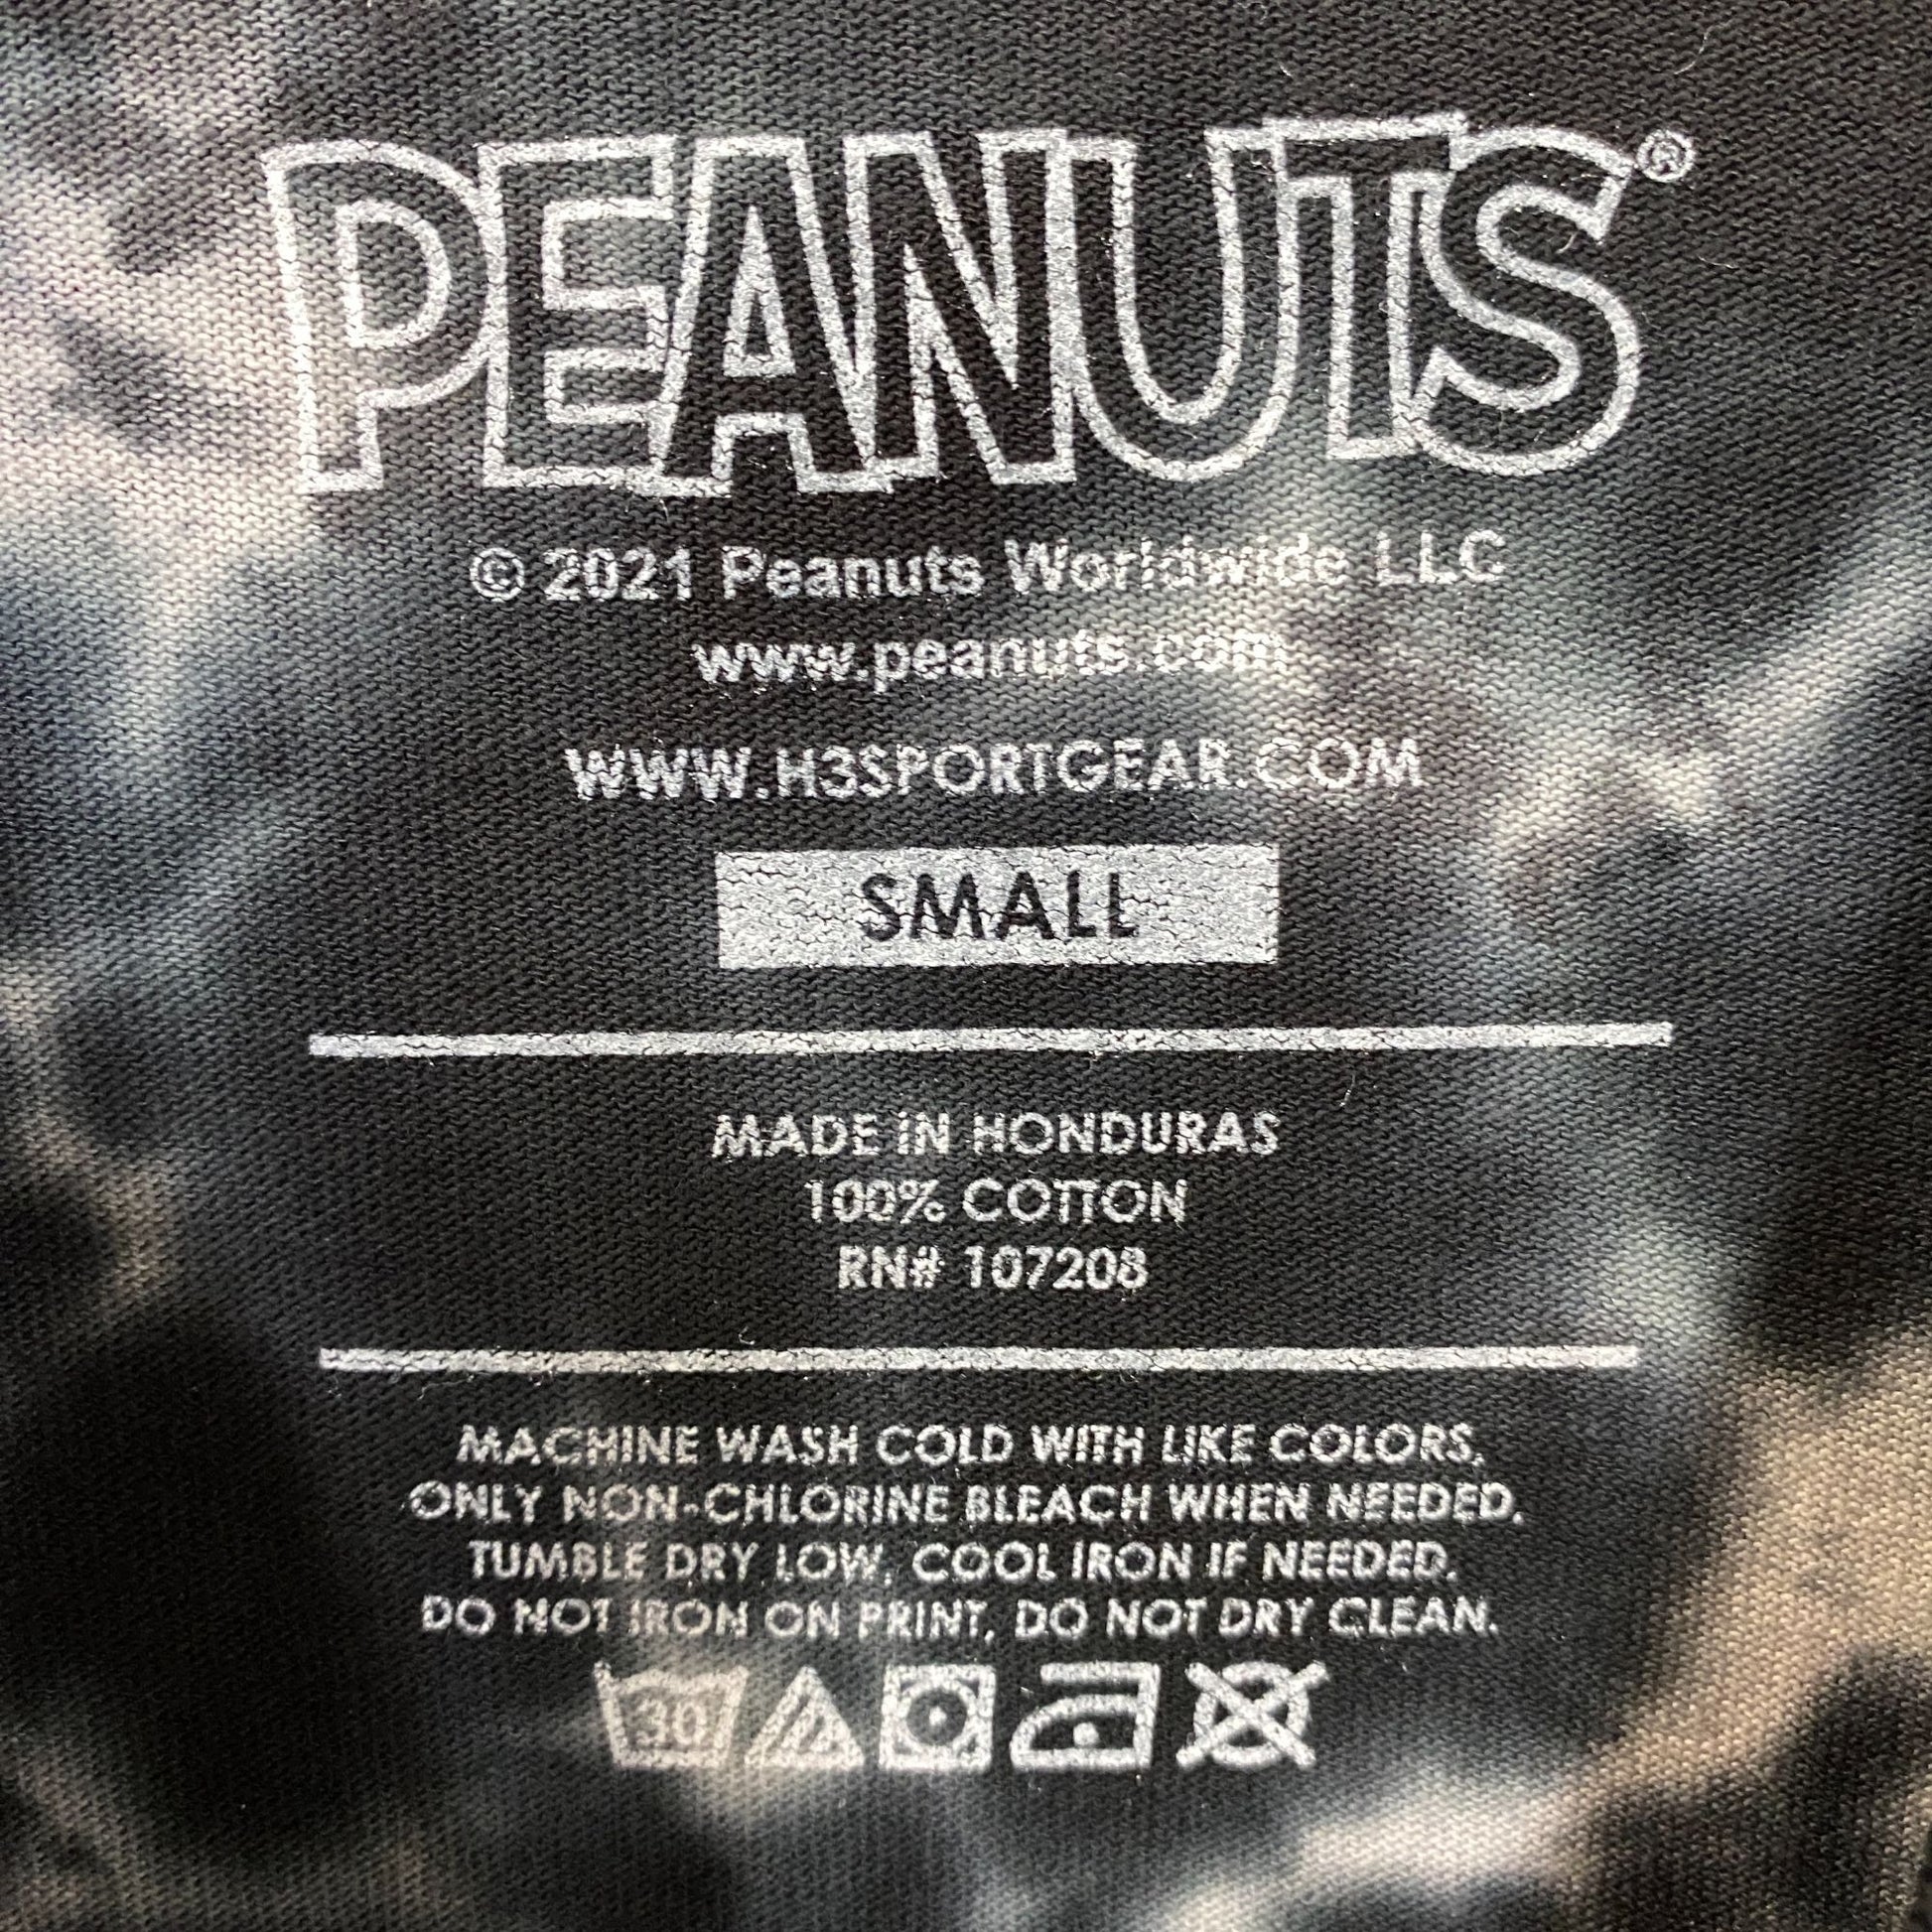 PEANUTS®
© 2021 Peanuts Worldwide LLC
www.peanuts.com
WWW.H3SPORTGEAR.COM
SMALL
MADE IN HONDURAS
100% COTTON
RN# 107208
MACHINE WASH COLD WITH LIKE COLORS.
ONLY NON-CHLORINE BLEACH WHEN NEEDED.
TUMBLE DRY LOW. COOL IRON IF NEEDED.
DO NOT IRON ON PRINT. DO NOT DRY CLEAN.
30